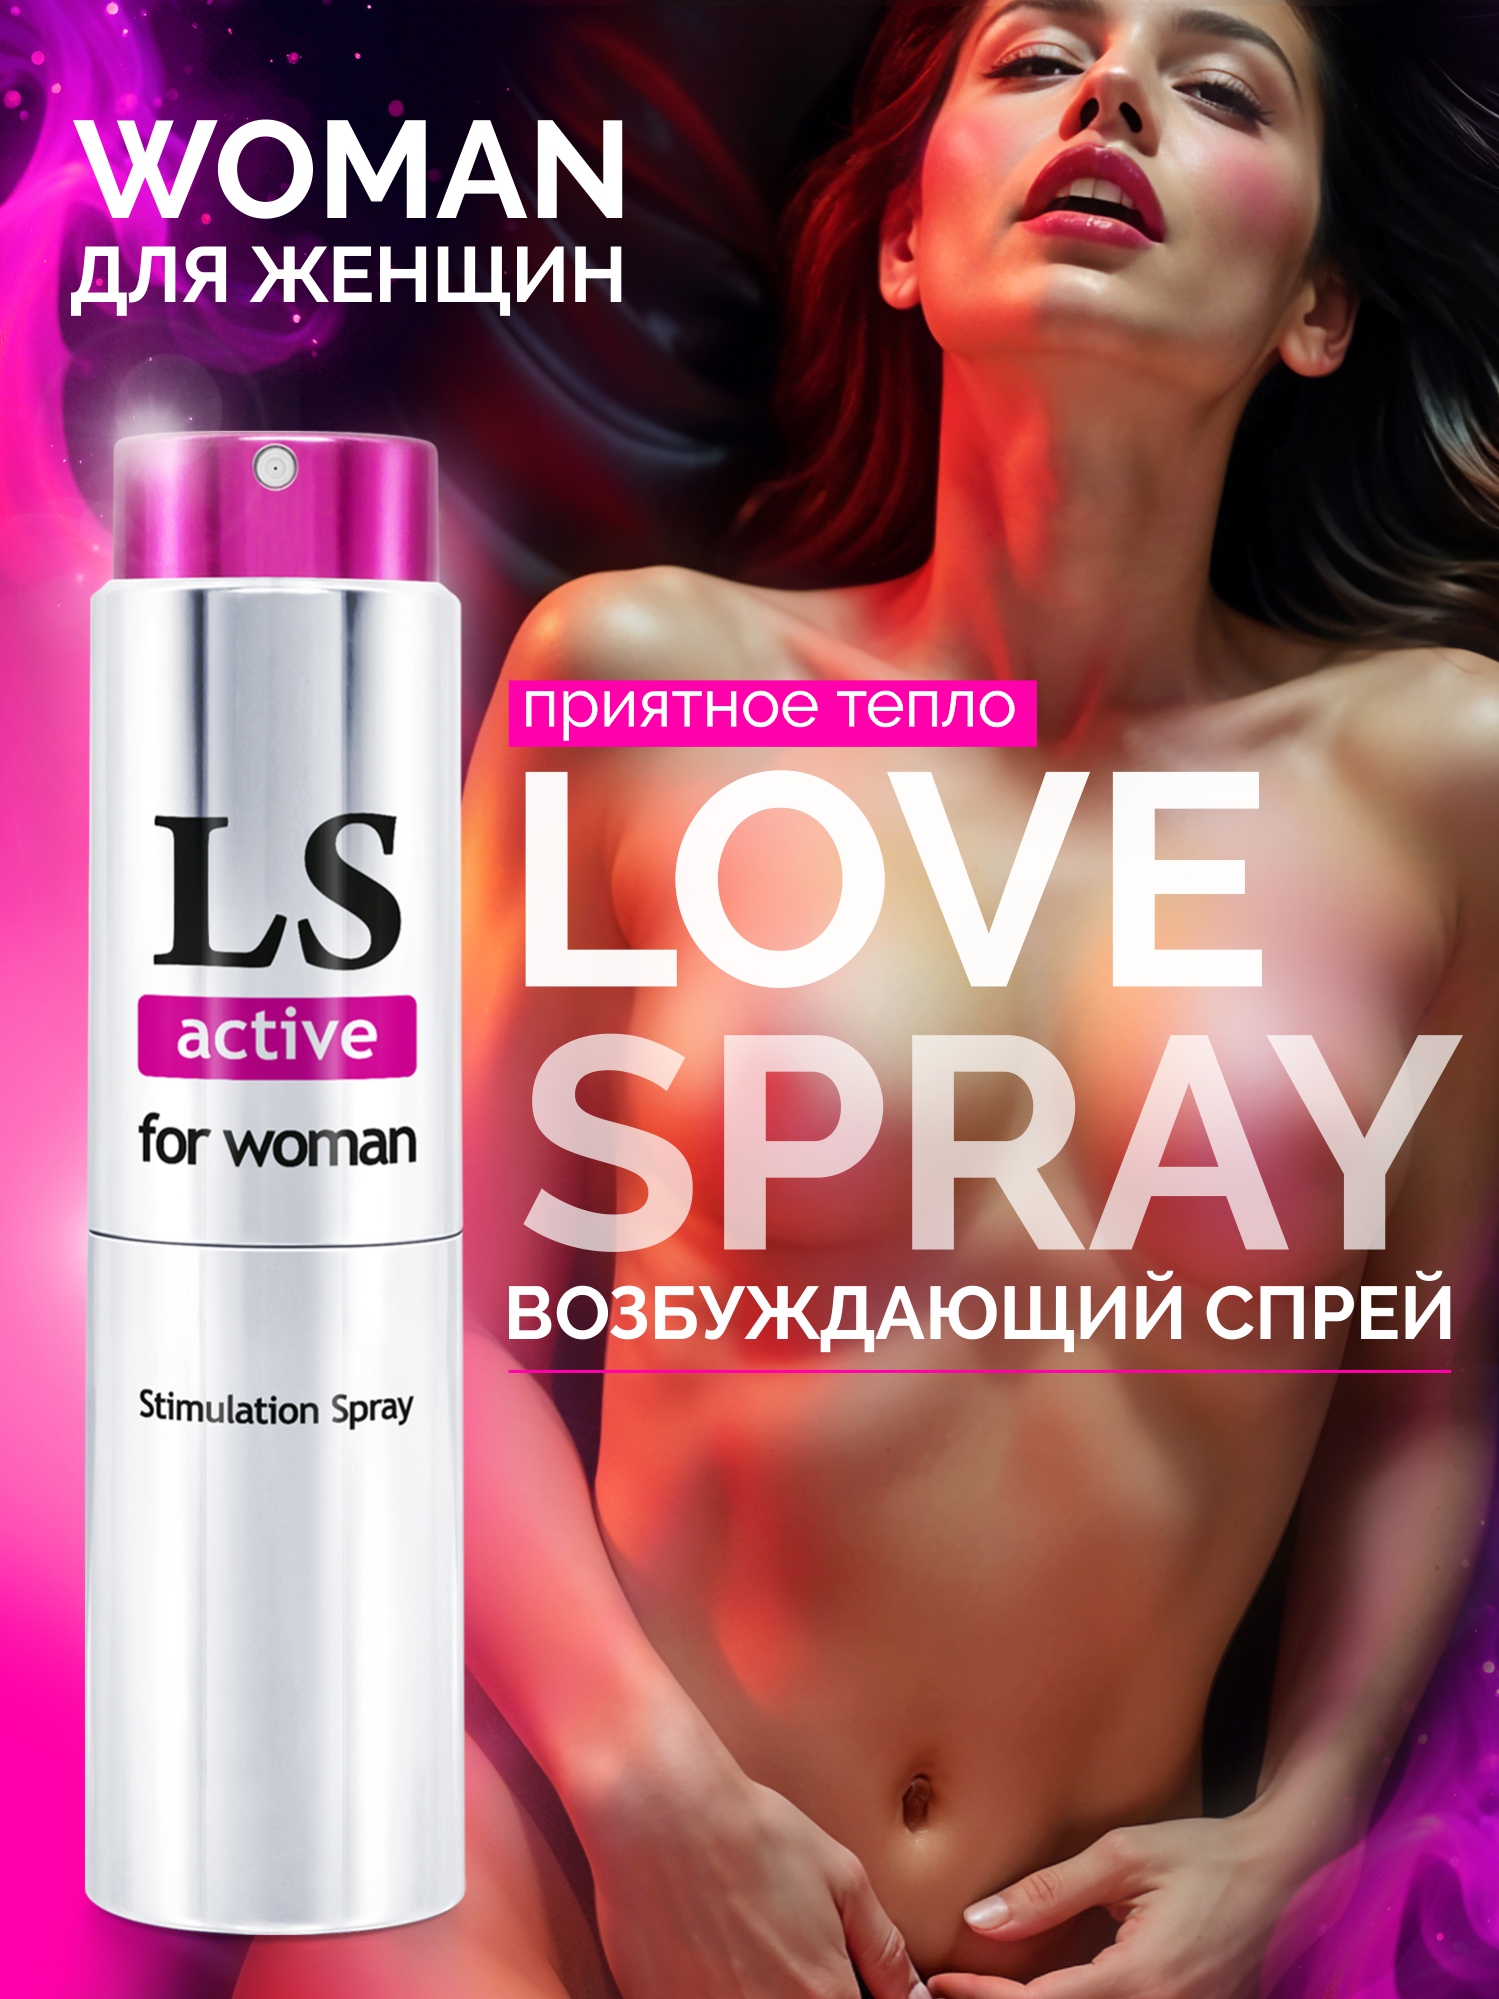 WOMAN
ДЛЯ ЖЕНЩИН
приятное тепло
LOVE
SPRAY
ВОЗБУЖДАЮЩИЙ СПРЕЙ
LS
active
for woman
Stimulation Spray